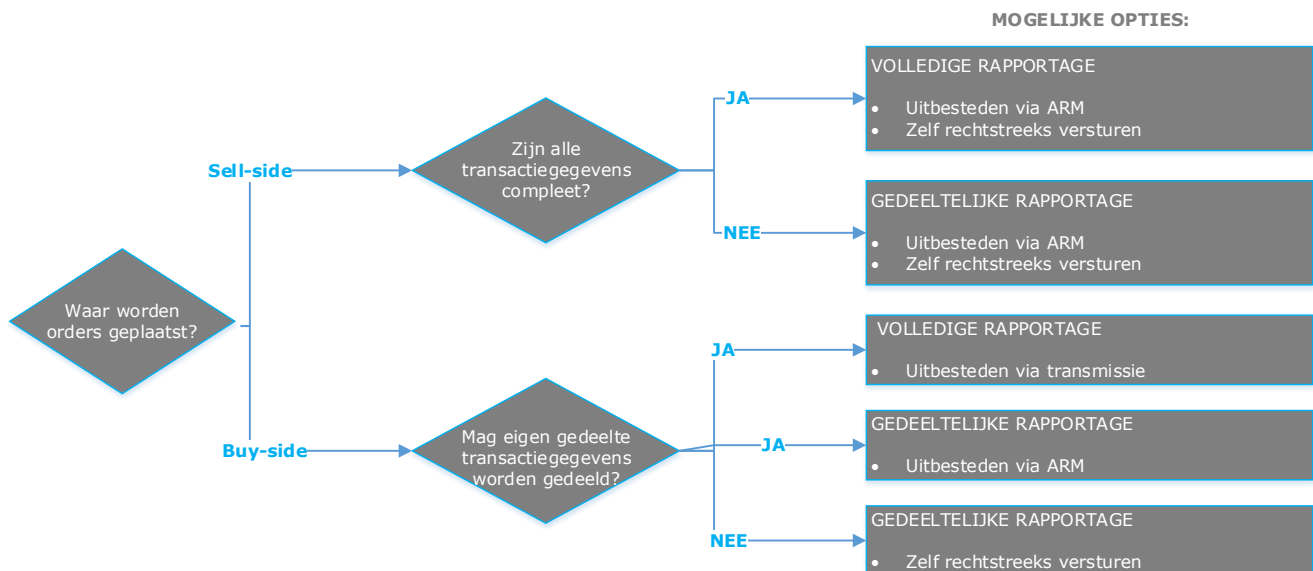 MOGELIJKE OPTIES:
Waar worden
orders geplaatst?
Sell-side
Zijn alle
transactiegegevens
compleet?
JA
VOLLEDIGE RAPPORTAGE
• Uitbesteden via ARM
• Zelf rechtstreeks versturen
NEE
GEDEELTELIJKE RAPPORTAGE
• Uitbesteden via ARM
• Zelf rechtstreeks versturen
Buy-side
Mag eigen gedeelte
transactiegegevens
worden gedeeld?
JA
VOLLEDIGE RAPPORTAGE
• Uitbesteden via transmissie
JA
GEDEELTELIJKE RAPPORTAGE
• Uitbesteden via ARM
NEE
GEDEELTELIJKE RAPPORTAGE
• Zelf rechtstreeks versturen